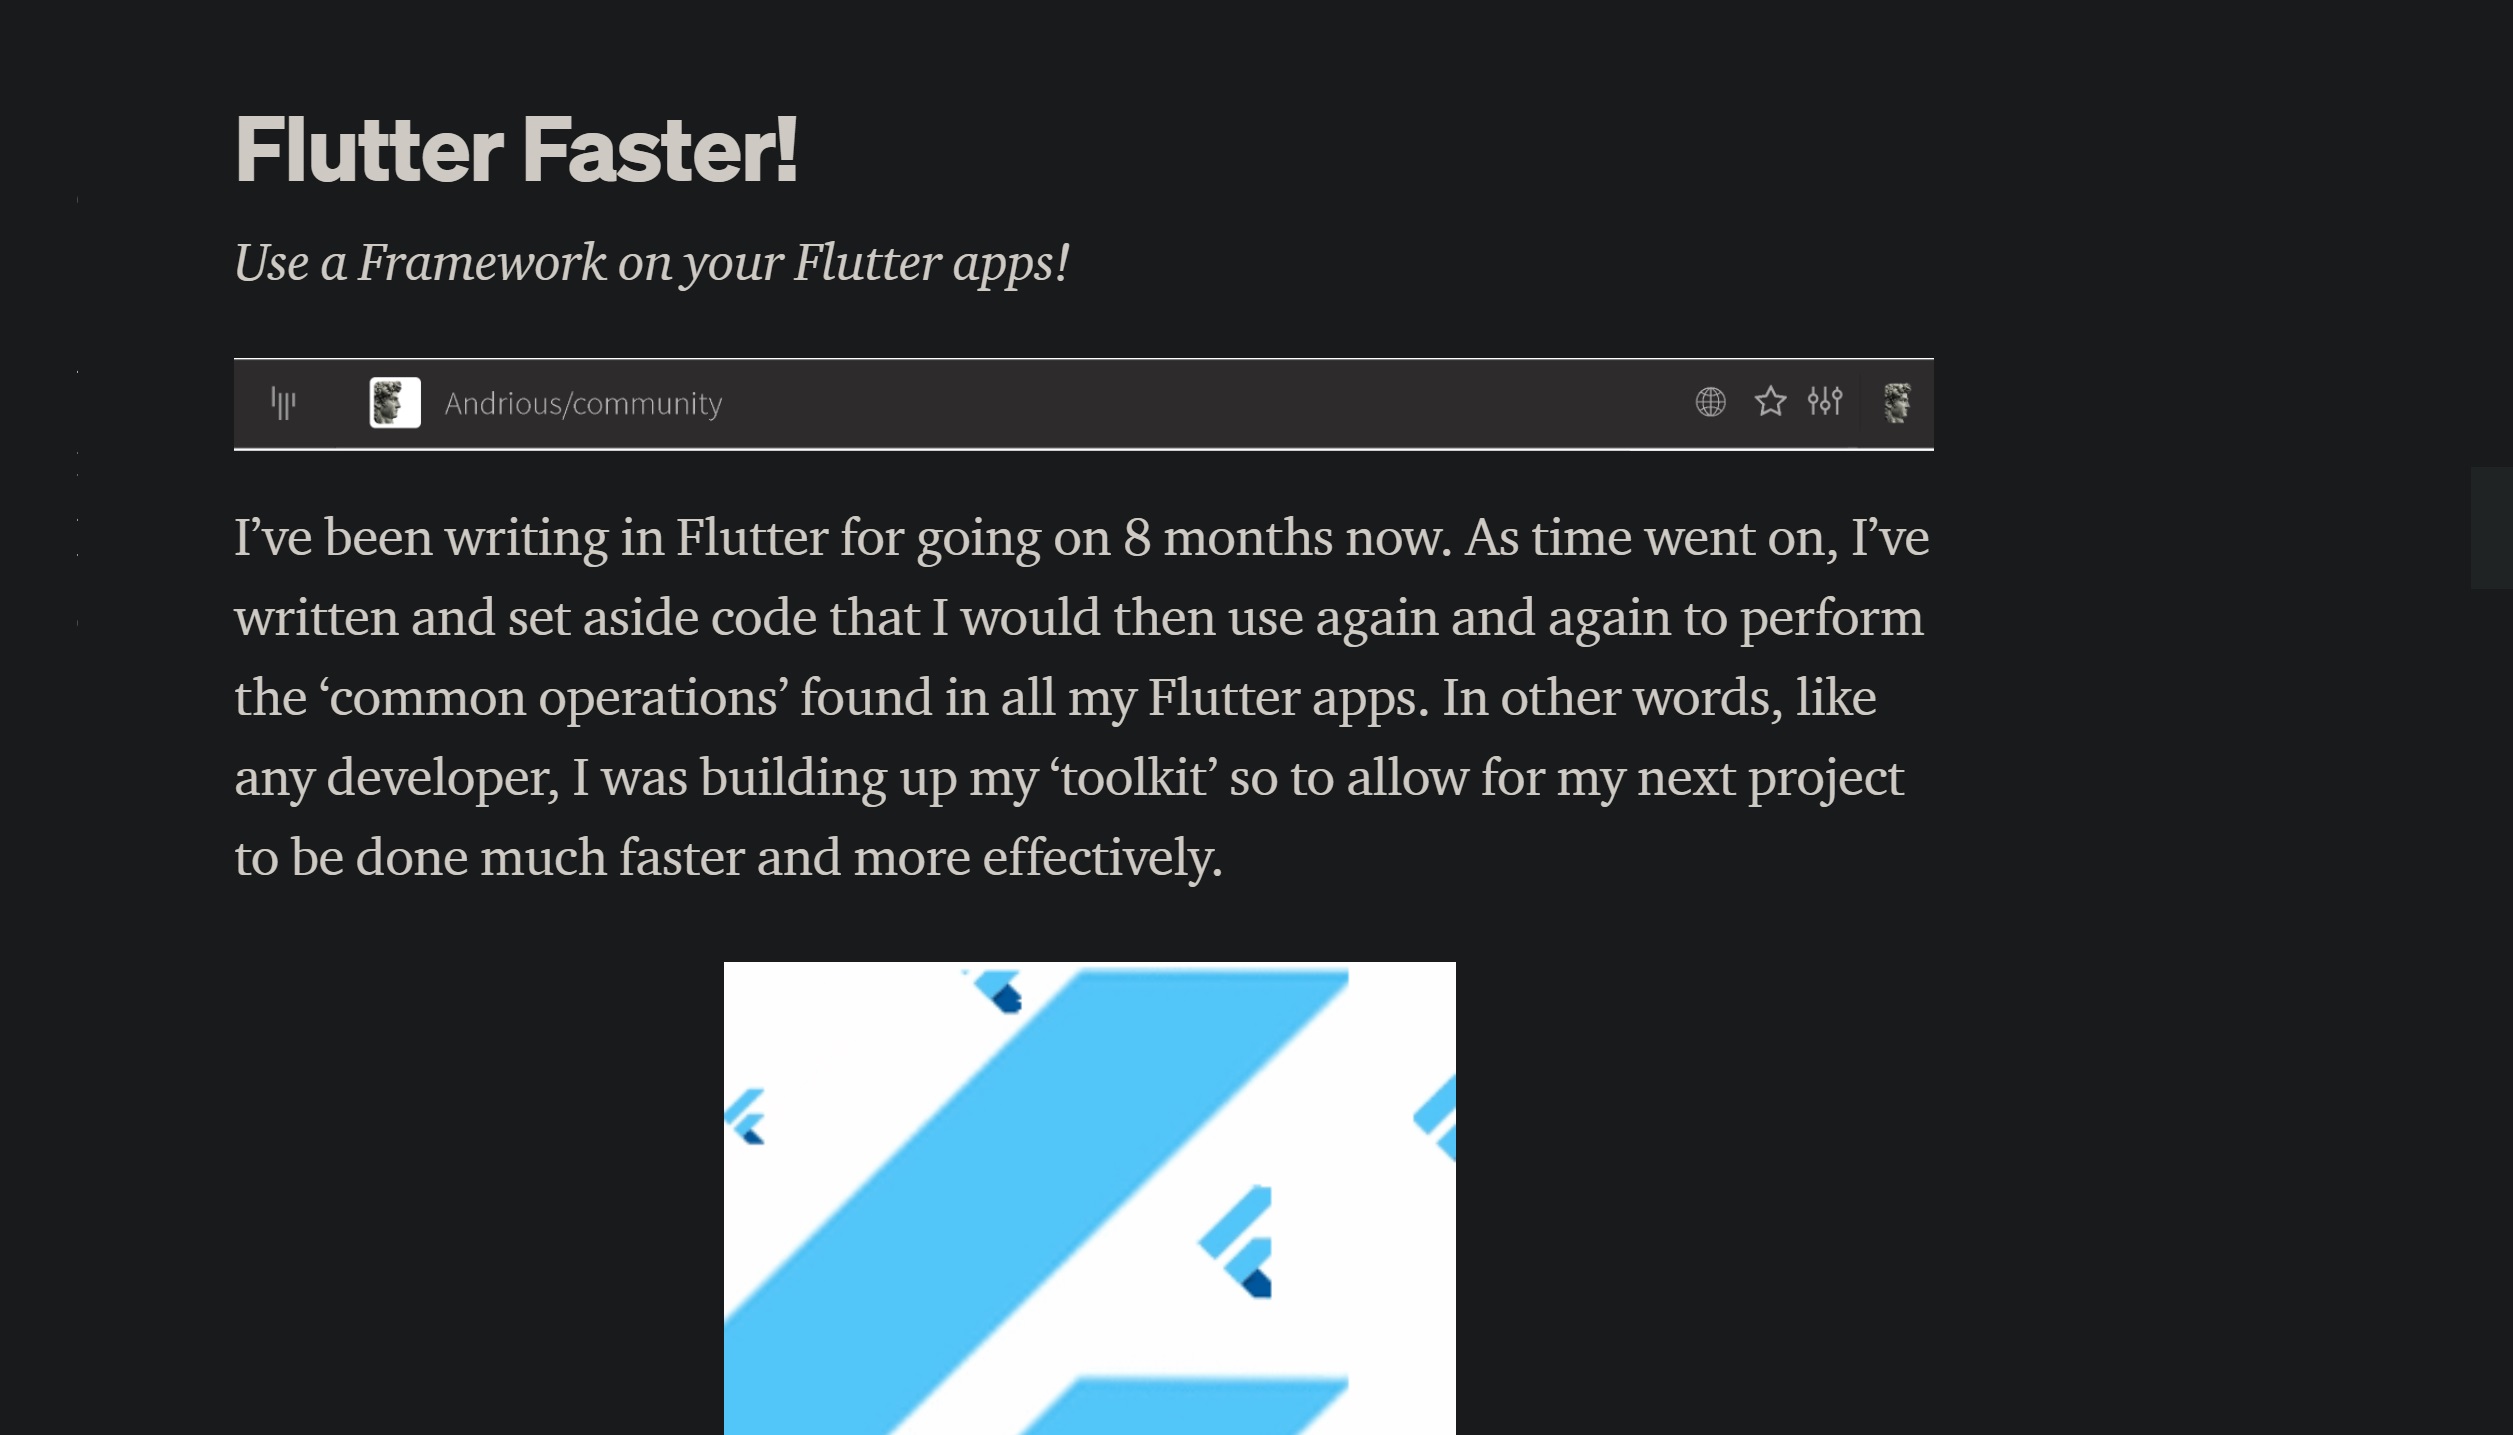 Flutter Faster!
Use a Framework on your Flutter apps!
Andrious/community
I’ve been writing in Flutter for going on 8 months now. As time went on, I’ve
written and set aside code that I would then use again and again to perform
the ‘common operations’ found in all my Flutter apps. In other words, like
any developer, I was building up my ‘toolkit’ so to allow for my next project
to be done much faster and more effectively.